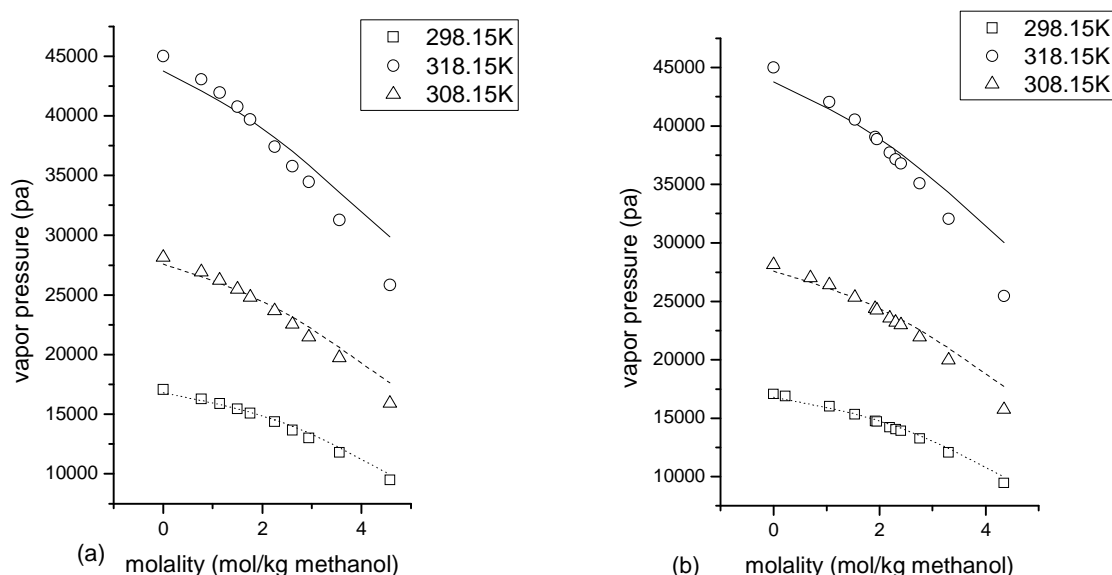 298.15K
318.15K
308.15K
45000
40000
35000
30000
25000
20000
15000
10000
vapor pressure (pa)
0 2 4
(a) molality (mol/kg methanol)
298.15K
318.15K
308.15K
45000
40000
35000
30000
25000
20000
15000
10000
vapor pressure (pa)
0 2 4
(b) molality (mol/kg methanol)